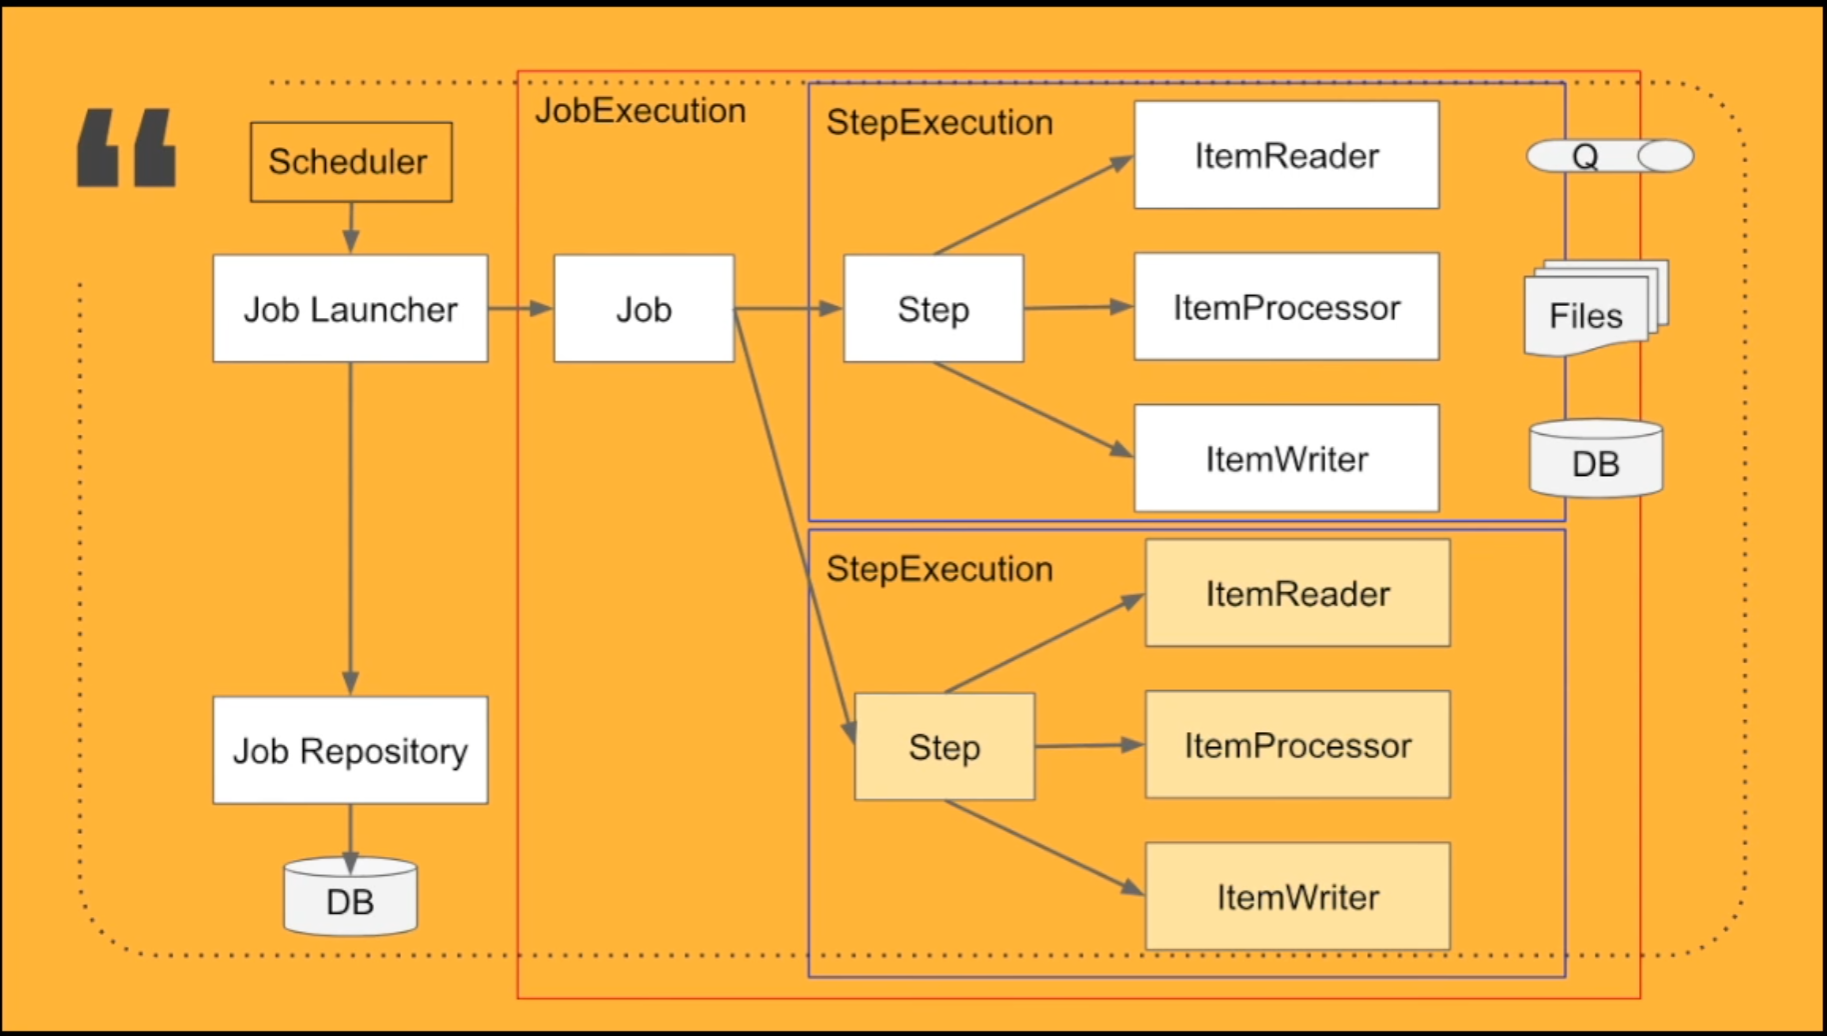 “
JobExecution
StepExecution
Scheduler
ItemReader
Q
Job Launcher
Job
Step
ItemProcessor
Files
ItemWriter
DB
StepExecution
ItemReader
Job Repository
Step
ItemProcessor
ItemWriter
DB